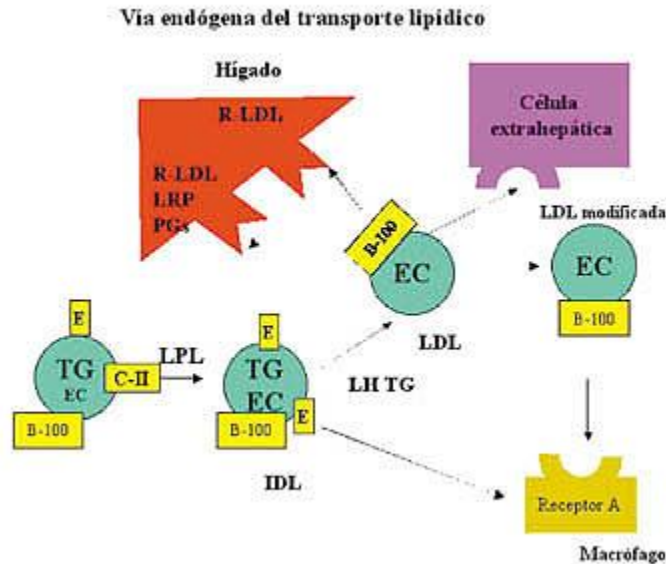 Vía endógena del transporte lipídico
Hígado
R-LDL
R-LDL
LRP
PGs
Célula
extrahepática
LDL modificada
B-100
EC
LDL
EC
B-100
E
TG
EC
C-II
B-100
LPL
E
TG
EC
E
B-100
IDL
LH TG
Receptor A
Macrófago